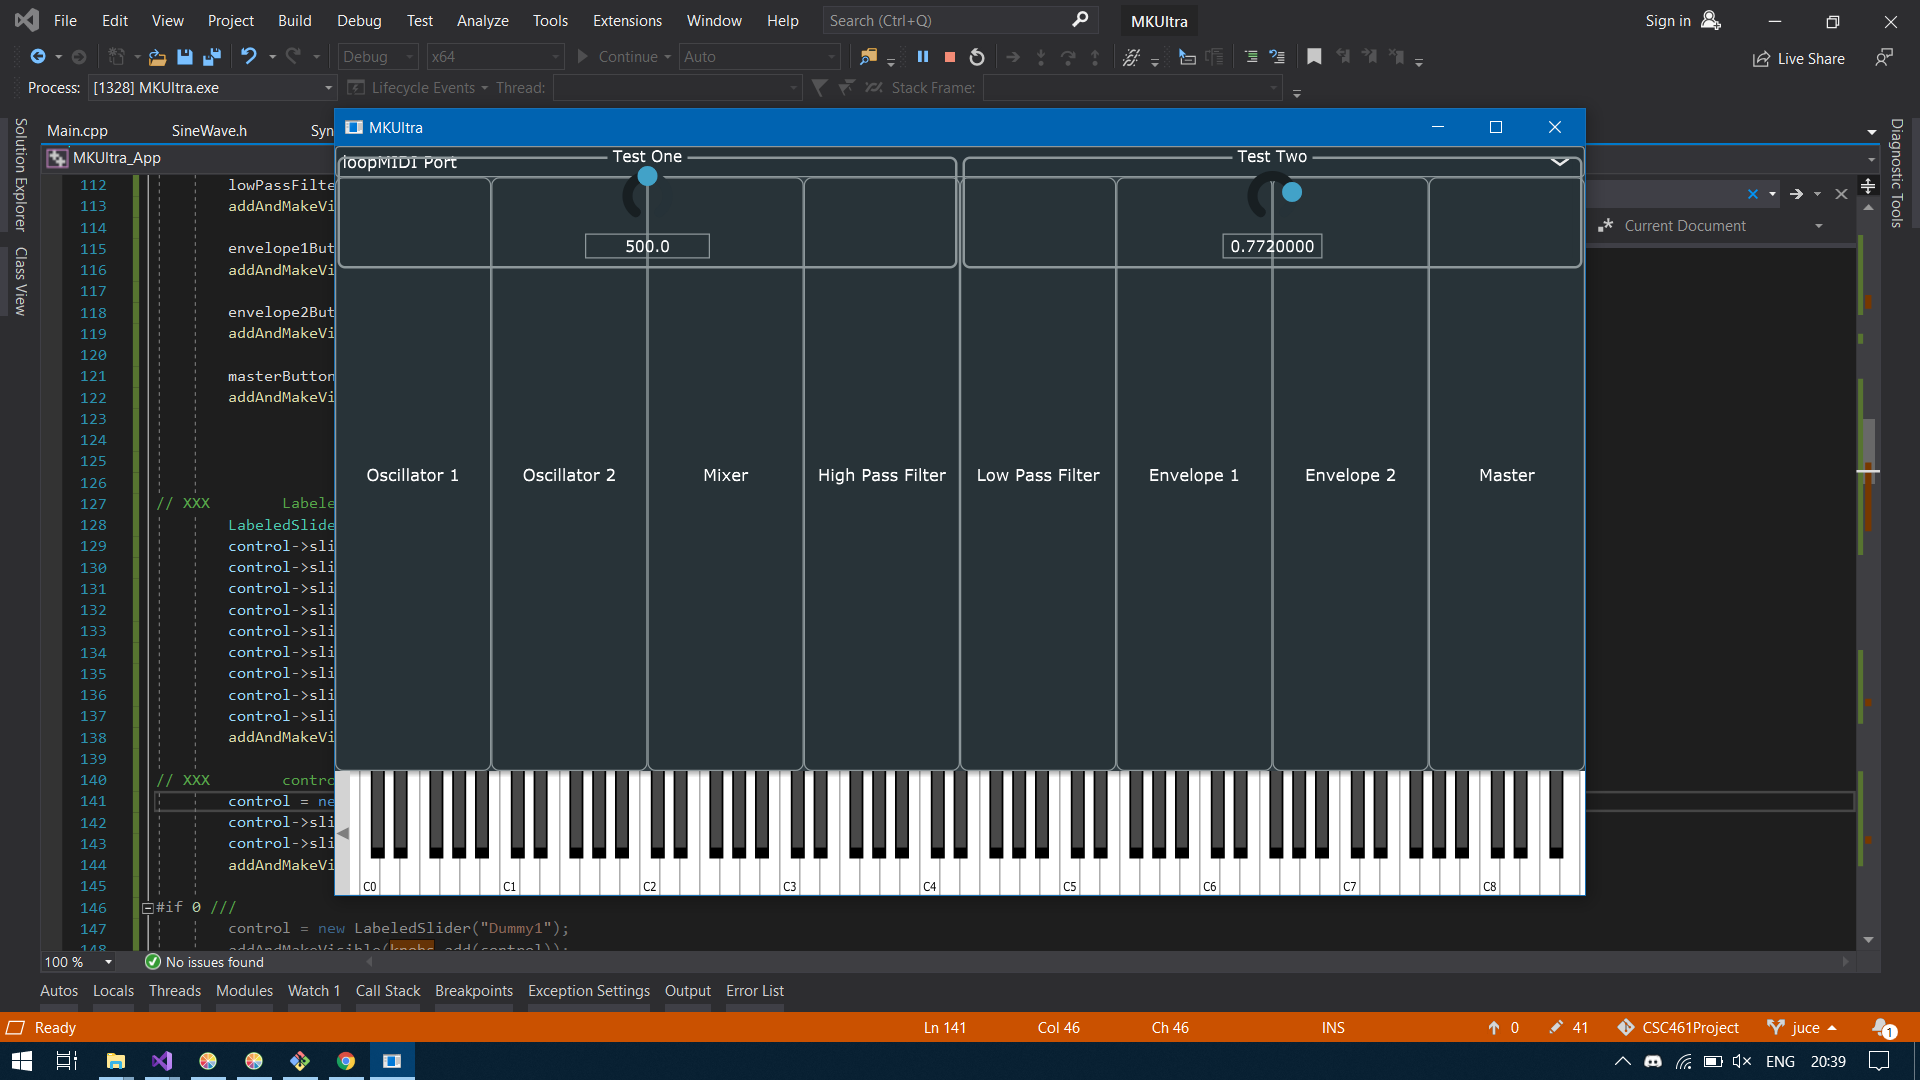 File Edit View Project Build Debug Test Analyze Tools Extensions Window Help Search (Ctrl+Q) MKUltra Sign in
Debug x64 Continue Auto Live Share
Process: [1328] MKUltra.exe Lifecycle Events Thread: Stack Frame:
Main.cpp SineWave.h Syn
MKUltra_App
MKUltra
loopMIDI Port Test One Test Two
500.0 0.7720000
Oscillator 1 Oscillator 2 Mixer High Pass Filter Low Pass Filter Envelope 1 Envelope 2 Master
C0 C1 C2 C3 C4 C5 C6 C7 C8
Solution Explorer
Class View
Diagnostic Tools
Current Document
112 lowPassFilte
113 addAndMakeVi
114
115 envelope1But
116 addAndMakeVi
117
118 envelope2But
119 addAndMakeVi
120
121 masterButton
122 addAndMakeVi
123
124
125
126
127 // XXX Labele
128 LabeledSlide
129 control->sli
130 control->sli
131 control->sli
132 control->sli
133 control->sli
134 control->sli
135 control->sli
136 control->sli
137 control->sli
138 addAndMakeVi
139
140 // XXX contro
141 control = ne
142 control->sli
143 control->sli
144 addAndMakeVi
145
146 #if 0 ///
147 control = new LabeledSlider("Dummy1");
148 addAndMakeVisible(knobs.add(control));
100 % No issues found
Autos Locals Threads Modules Watch 1 Call Stack Breakpoints Exception Settings Output Error List
Ready Ln 141 Col 46 Ch 46 INS 0 41 CSC461Project juce 1
ENG 20:39